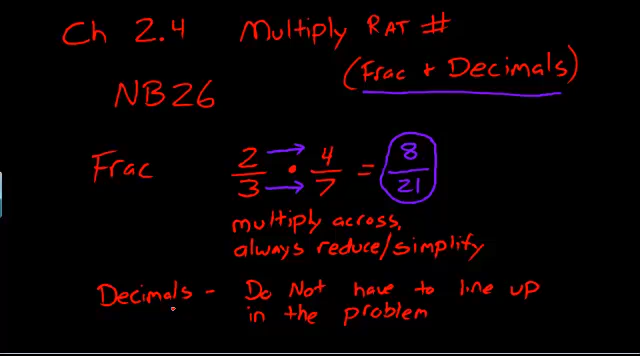 Ch 2.4 Multiply RAT #
(Frac + Decimals)
NB26
Frac 2/3 • 4/7 = 8/21
multiply across,
always reduce/simplify
Decimals - Do Not have to line up
in the problem